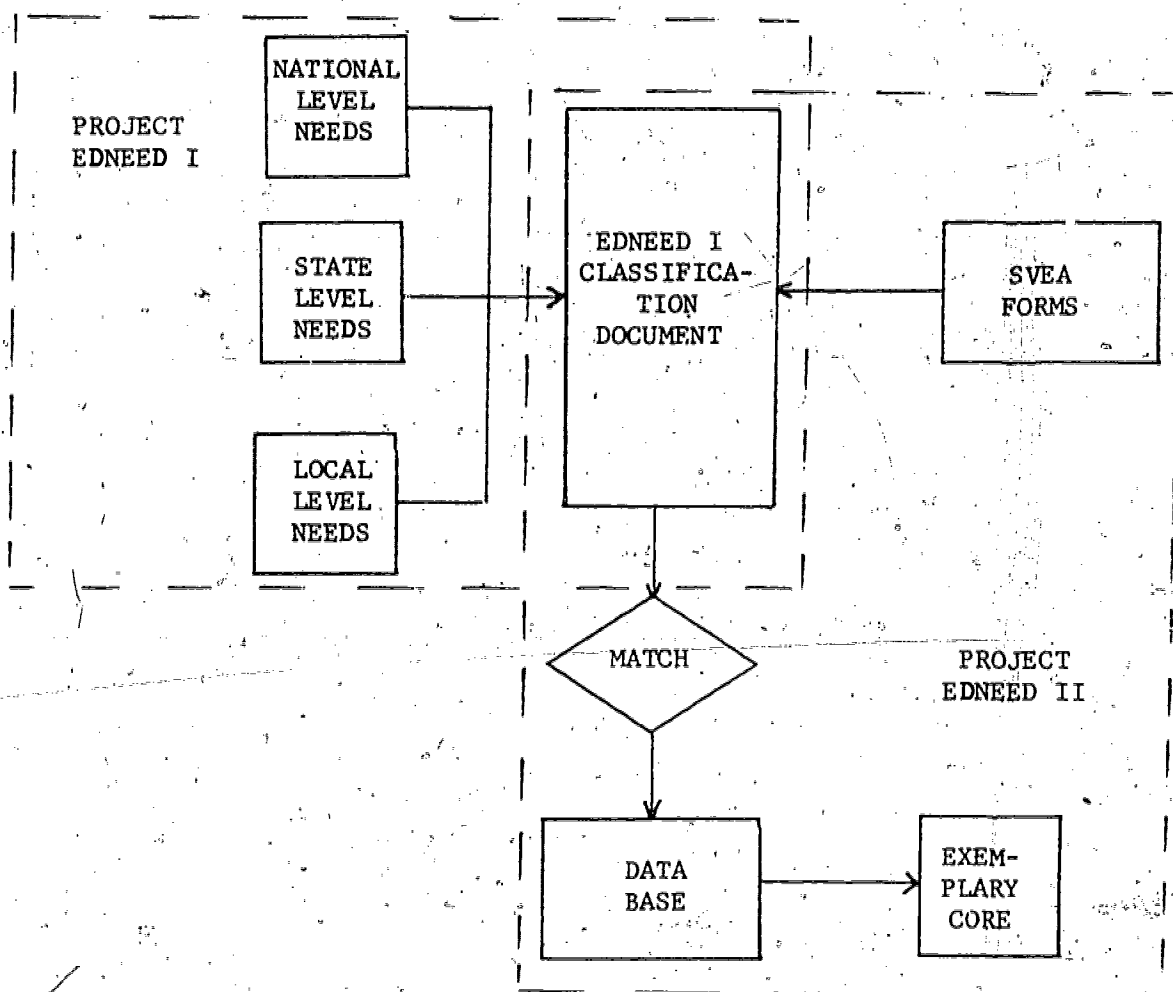 NATIONAL
LEVEL
NEEDS
PROJECT
EDNEED I
STATE
LEVEL
NEEDS
LOCAL
LEVEL
NEEDS
EDNEED I
CLASSIFICA-
TION
DOCUMENT
SVEA
FORMS
MATCH
PROJECT
EDNEED II
DATA
BASE
EXEM-
PLARY
CORE